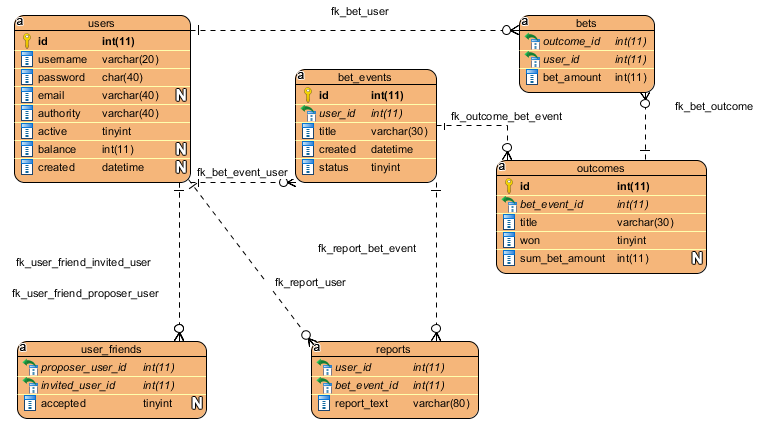 fk_bet_user
a
users
id int(11)
username varchar(20)
password char(40)
email varchar(40) N
authority varchar(40)
active tinyint
balance int(11) N
created datetime N
a
bets
outcome_id int(11)
user_id int(11)
bet_amount int(11)
a
bet_events
id int(11)
user_id int(11)
title varchar(30)
created datetime
status tinyint
fk_bet_outcome
fk_outcome_bet_event
fk_bet_event_user
a
outcomes
id int(11)
bet_event_id int(11)
title varchar(30)
won tinyint
sum_bet_amount int(11) N
fk_report_bet_event
fk_user_friend_invited_user
fk_report_user
fk_user_friend_proposer_user
a
user_friends
proposer_user_id int(11)
invited_user_id int(11)
accepted tinyint N
a
reports
user_id int(11)
bet_event_id int(11)
report_text varchar(80)